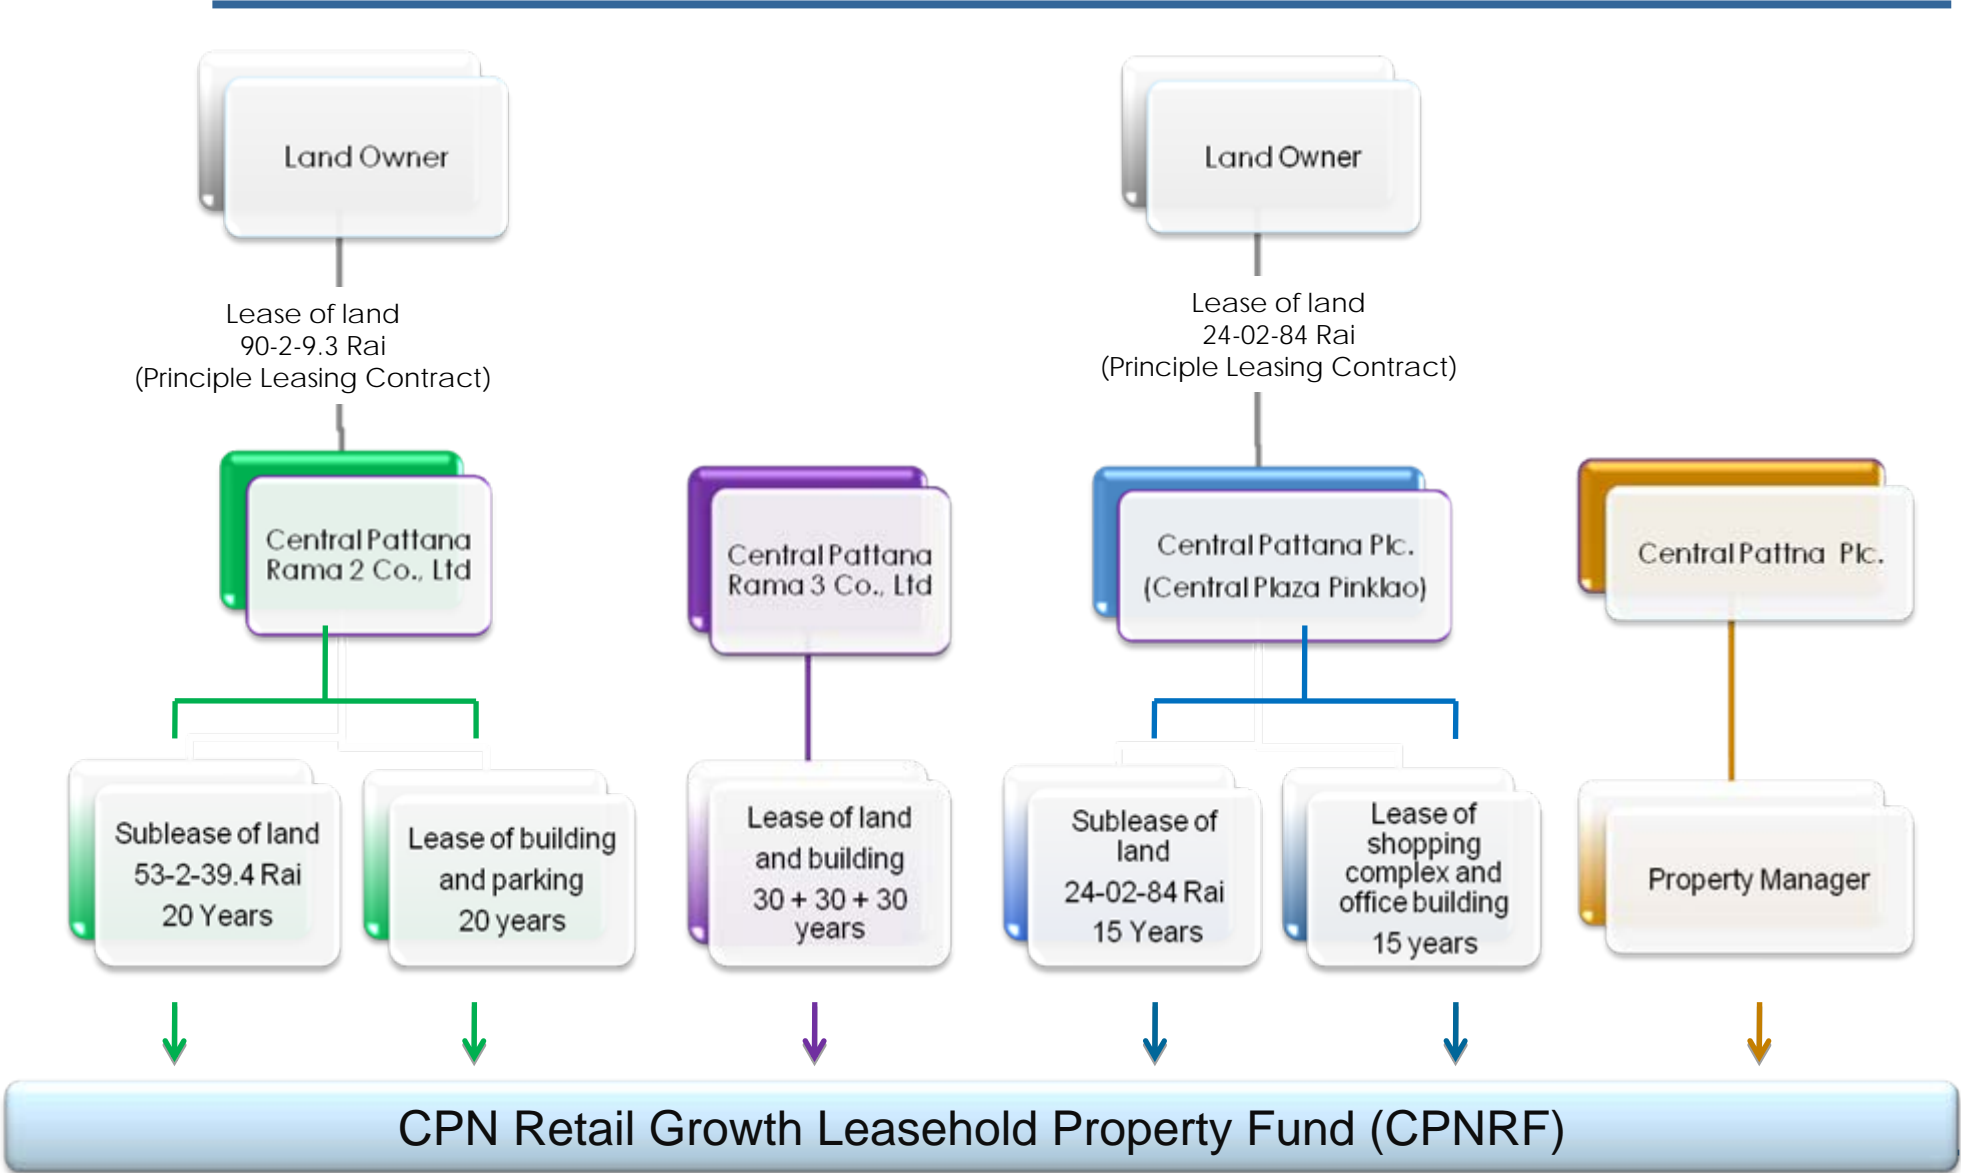 Land Owner
Land Owner
Lease of land
90-2-9.3 Rai
(Principle Leasing Contract)
Lease of land
24-02-84 Rai
(Principle Leasing Contract)
Central Pattana
Rama 2 Co., Ltd
Central Pattana
Rama 3 Co., Ltd
Central Pattana Plc.
(Central Plaza Pinklao)
Central Pattna Plc.
Sublease of land
53-2-39.4 Rai
20 Years
Lease of building
and parking
20 years
Lease of land
and building
30 + 30 + 30
years
Sublease of
land
24-02-84 Rai
15 Years
Lease of
shopping
complex and
office building
15 years
Property Manager
CPN Retail Growth Leasehold Property Fund (CPNRF)